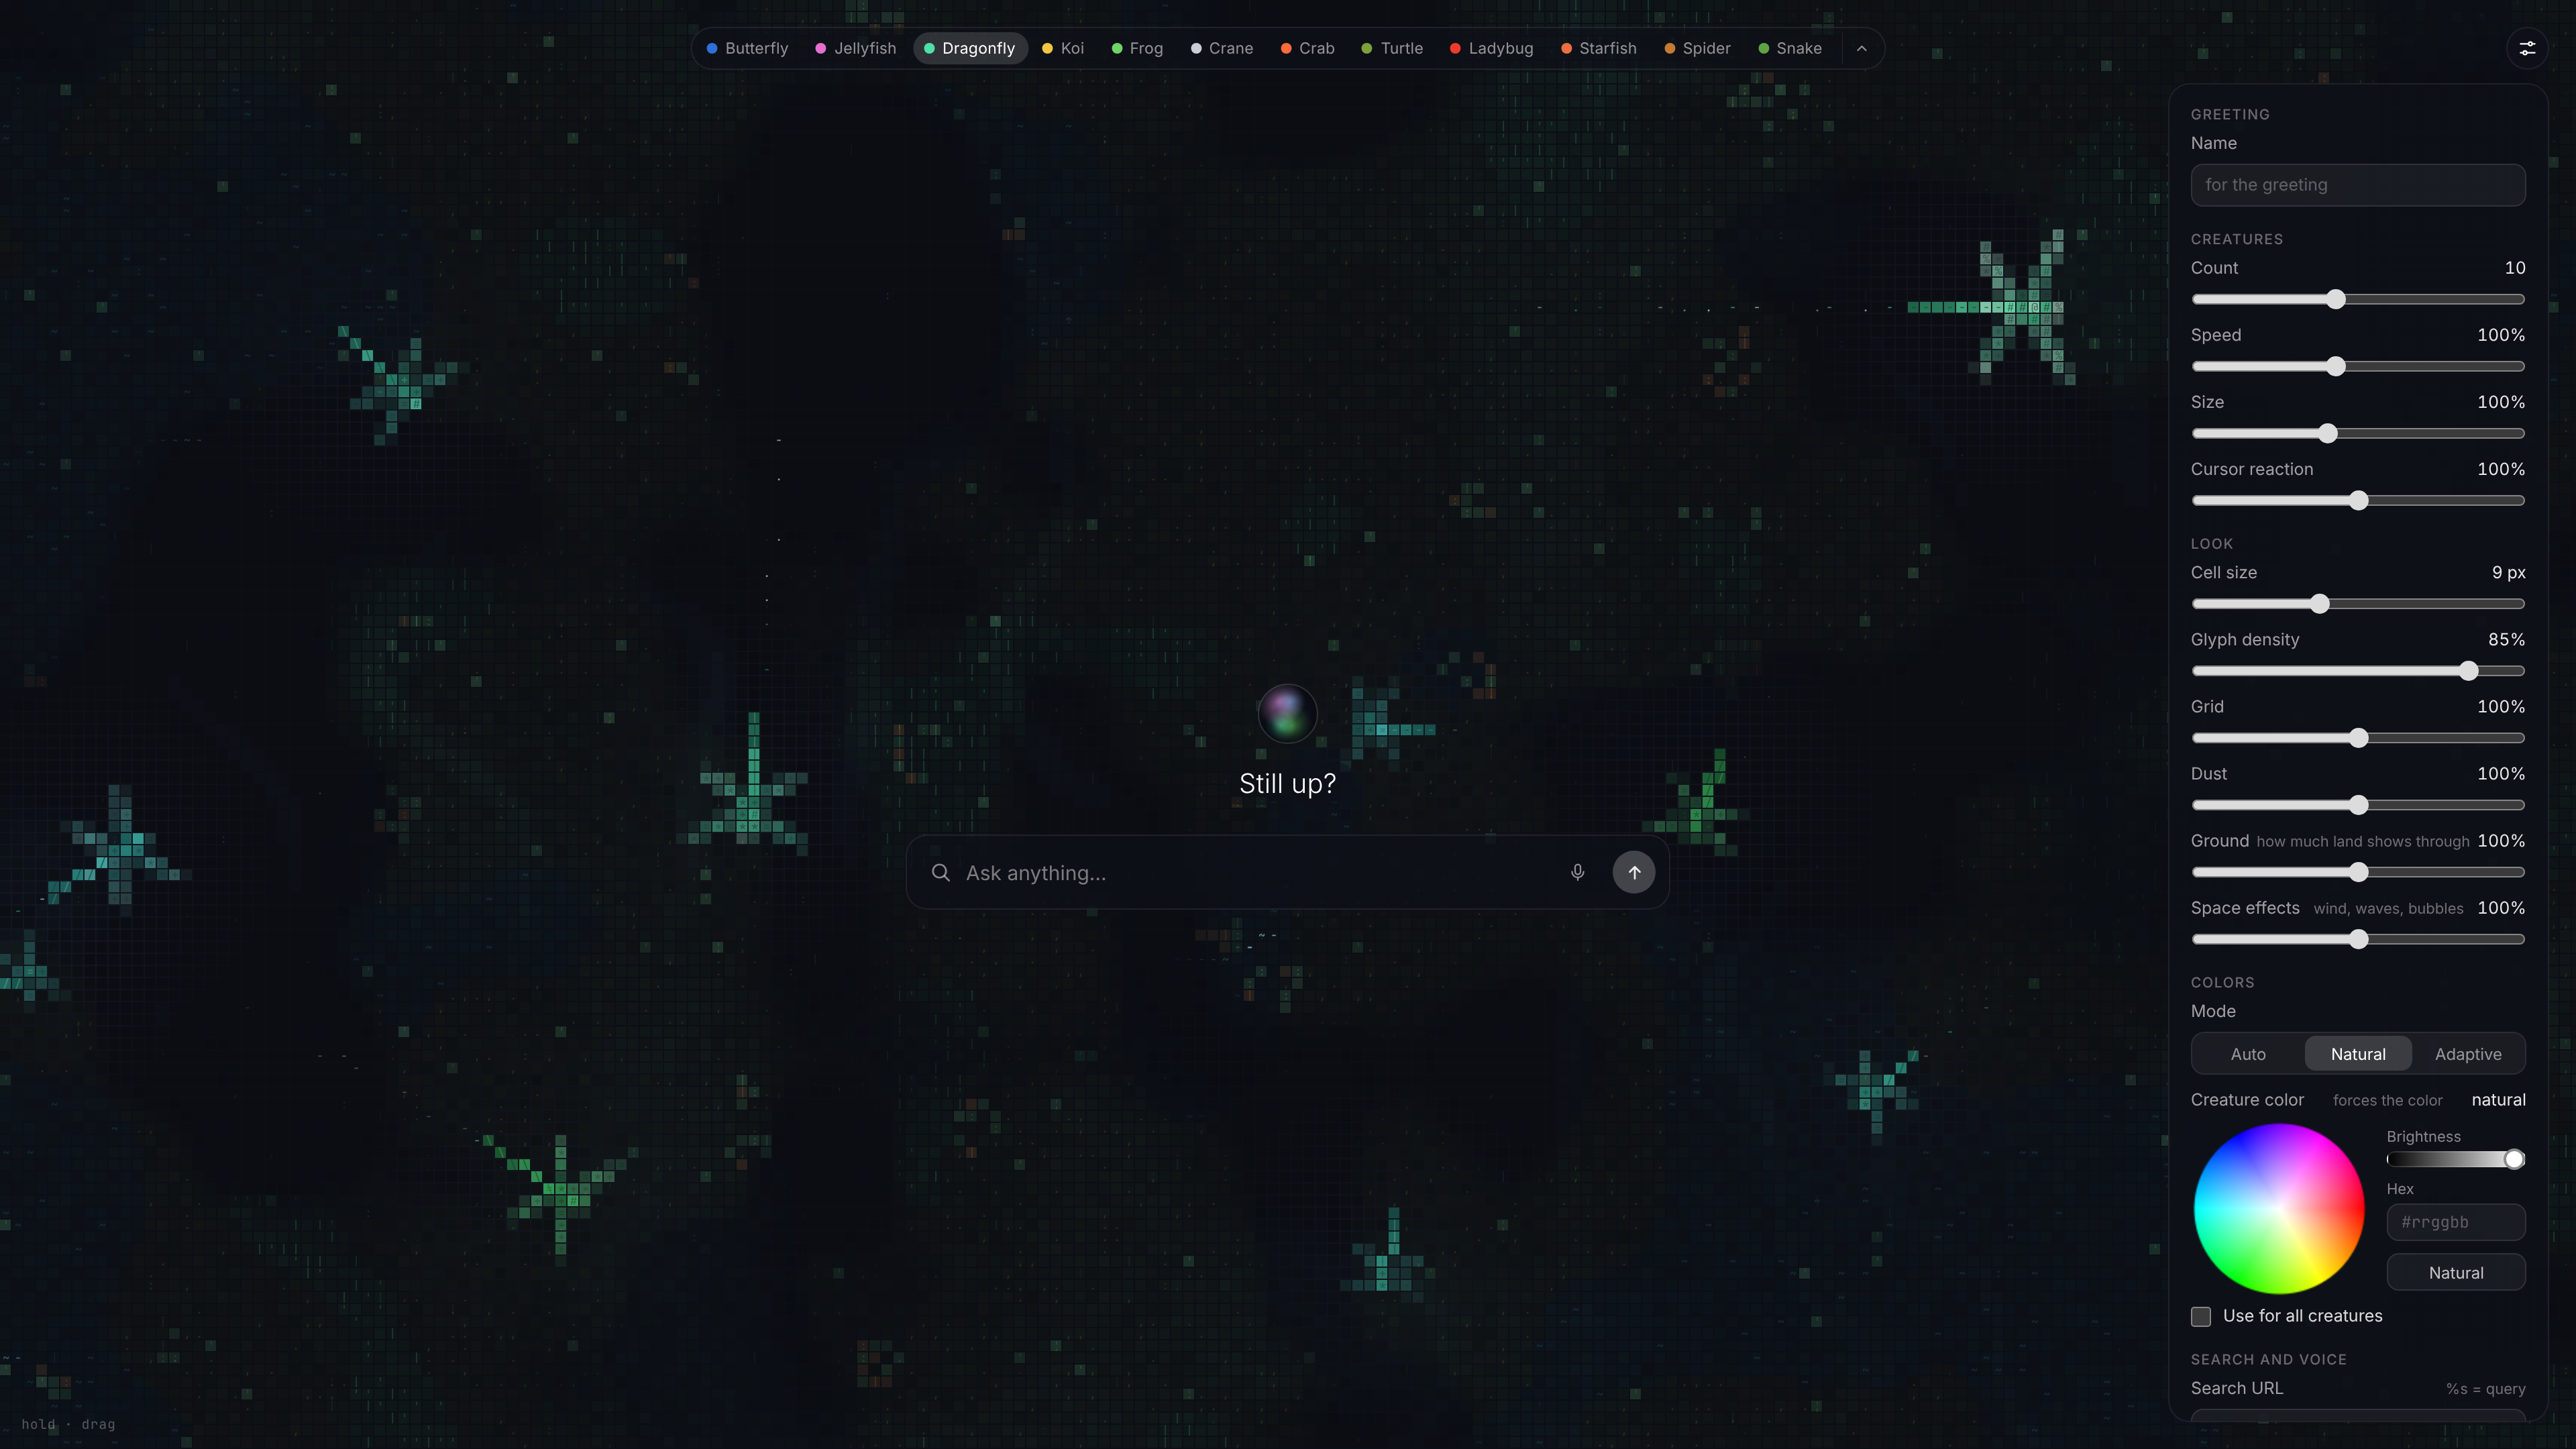 Butterfly Jellyfish Dragonfly Koi Frog Crane Crab Turtle Ladybug Starfish Spider Snake
GREETING
Name
for the greeting
CREATURES
Count 10
Speed 100%
Size 100%
Cursor reaction 100%
LOOK
Cell size 9 px
Glyph density 85%
Grid 100%
Dust 100%
Ground how much land shows through 100%
Space effects wind, waves, bubbles 100%
COLORS
Mode
Auto Natural Adaptive
Creature color forces the color natural
Brightness
Hex
#rrggbb
Natural
Use for all creatures
SEARCH AND VOICE
Search URL %s = query
Still up?
Ask anything...
hold · drag